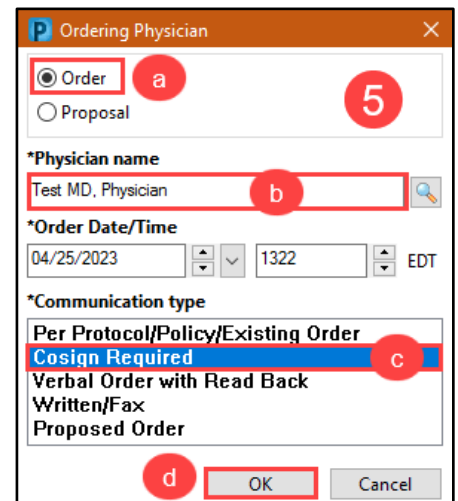 P Ordering Physician
Order a
5
Proposal
*Physician name
Test MD, Physician b
*Order Date/Time
04/25/2023 1322 EDT
*Communication type
Per Protocol/Policy/Existing Order
Cosign Required c
Verbal Order with Read Back
Written/Fax
Proposed Order
d OK Cancel